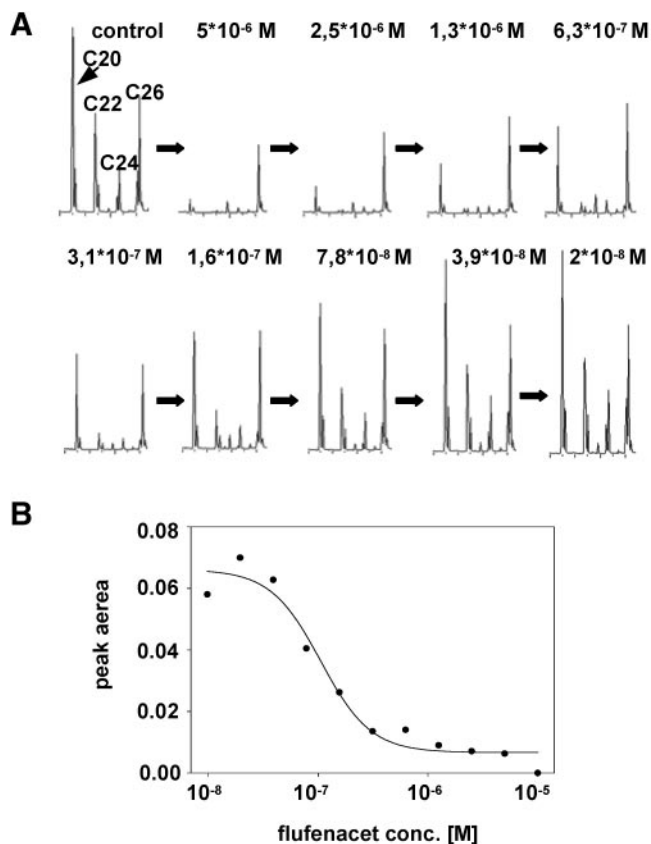 A
control 5*10⁻⁶ M 2,5*10⁻⁶ M 1,3*10⁻⁶ M 6,3*10⁻⁷ M
C20
C22 C26
C24
3,1*10⁻⁷ M 1,6*10⁻⁷ M 7,8*10⁻⁸ M 3,9*10⁻⁸ M 2*10⁻⁸ M
B
peak aerea
0.08
0.06
0.04
0.02
0.00
10⁻⁸ 10⁻⁷ 10⁻⁶ 10⁻⁵
flufenacet conc. [M]